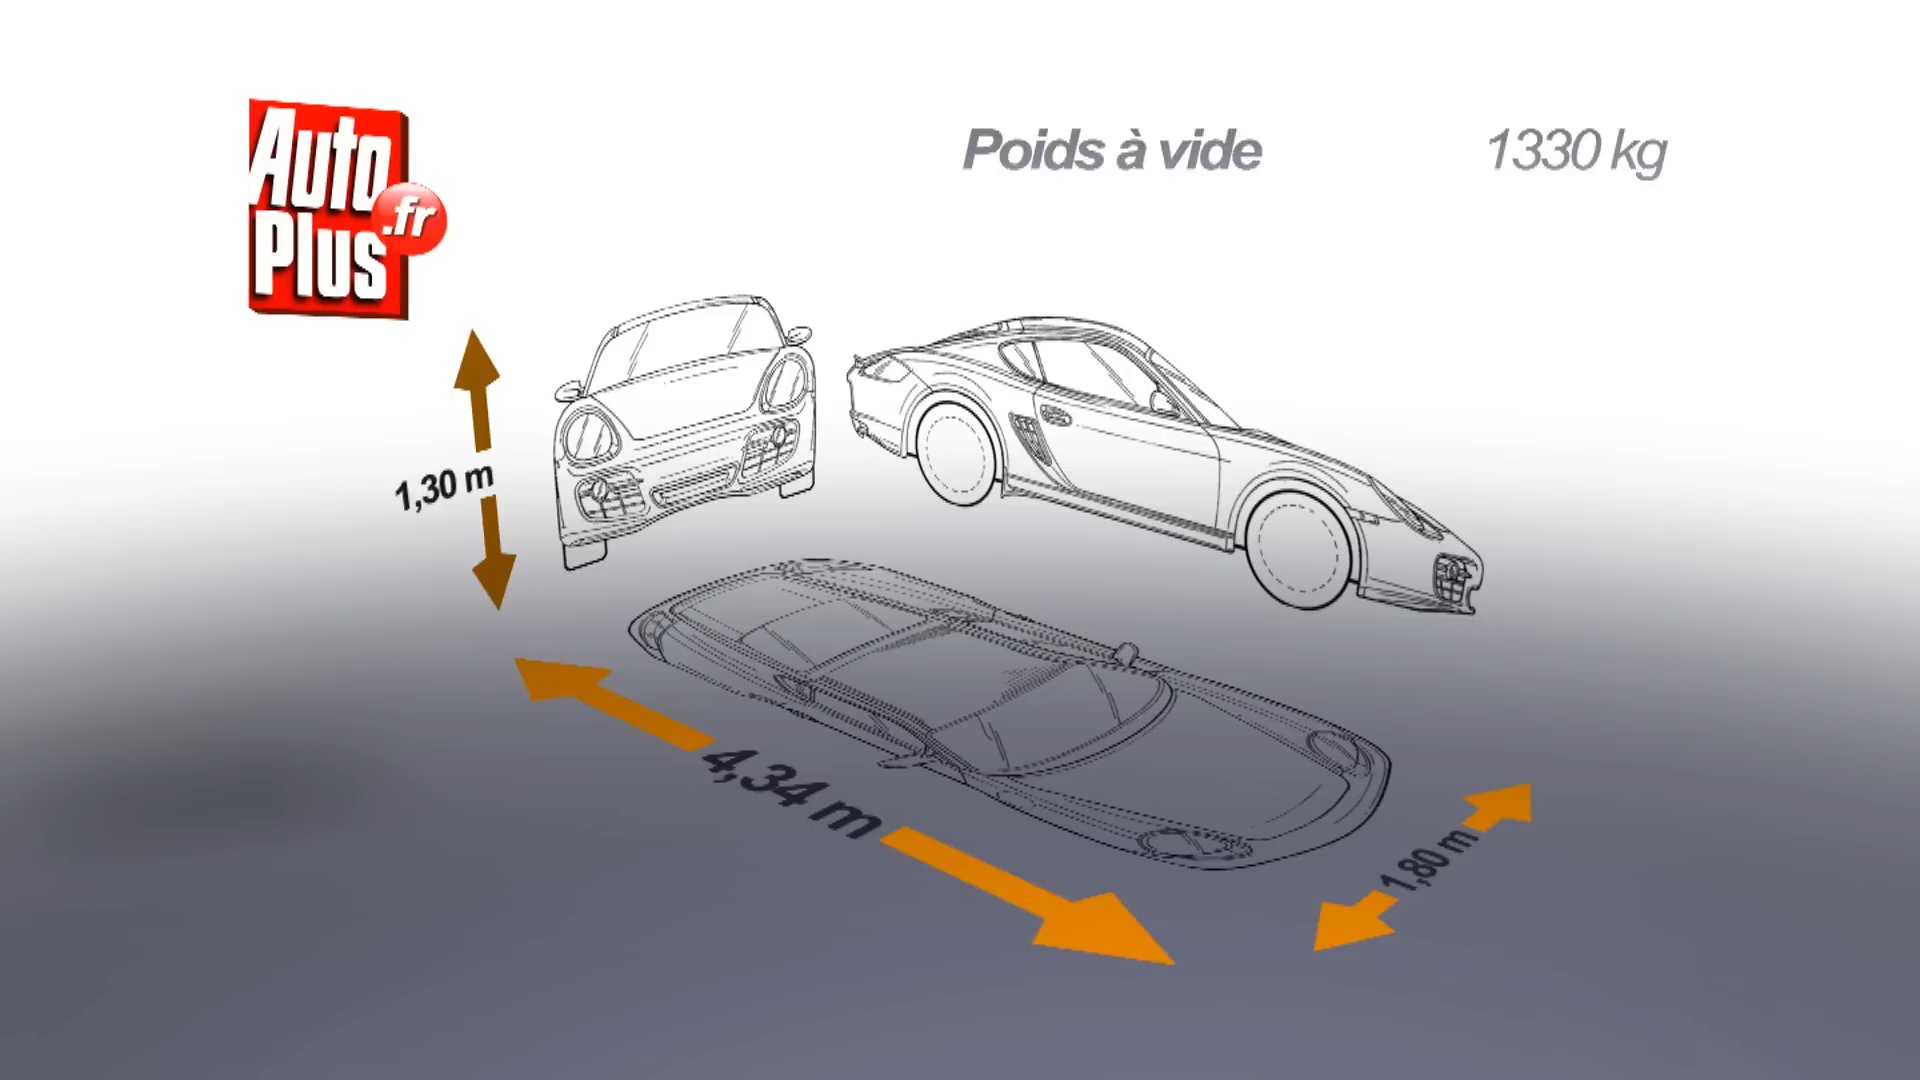 Auto
Plus
.fr
Poids à vide 1330 kg
1,30 m
4,34 m
1,80 m